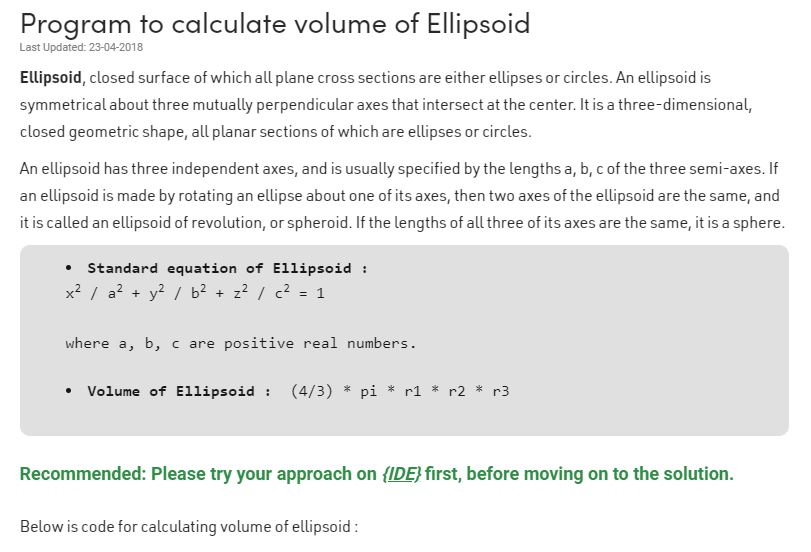 Program to calculate volume of Ellipsoid
Last Updated: 23-04-2018
Ellipsoid, closed surface of which all plane cross sections are either ellipses or circles. An ellipsoid is
symmetrical about three mutually perpendicular axes that intersect at the center. It is a three-dimensional,
closed geometric shape, all planar sections of which are ellipses or circles.
An ellipsoid has three independent axes, and is usually specified by the lengths a, b, c of the three semi-axes. If
an ellipsoid is made by rotating an ellipse about one of its axes, then two axes of the ellipsoid are the same, and
it is called an ellipsoid of revolution, or spheroid. If the lengths of all three of its axes are the same, it is a sphere.
• Standard equation of Ellipsoid :
x² / a² + y² / b² + z² / c² = 1
where a, b, c are positive real numbers.
• Volume of Ellipsoid : (4/3) * pi * r1 * r2 * r3
Recommended: Please try your approach on {IDE} first, before moving on to the solution.
Below is code for calculating volume of ellipsoid :